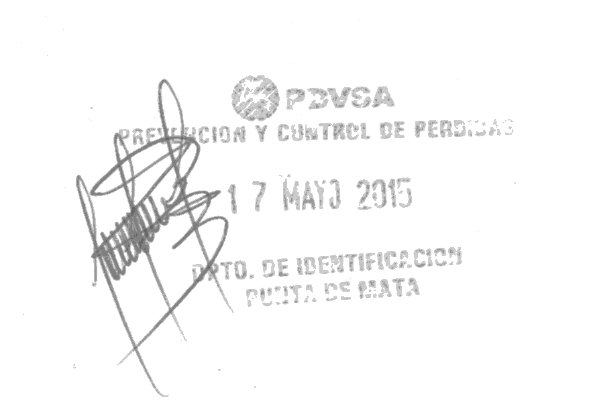 PDVSA
PREVENCION Y CONTROL DE PERDIDAS
17 MAYO 2015
DPTO. DE IDENTIFICACION
PUNTA DE MATA